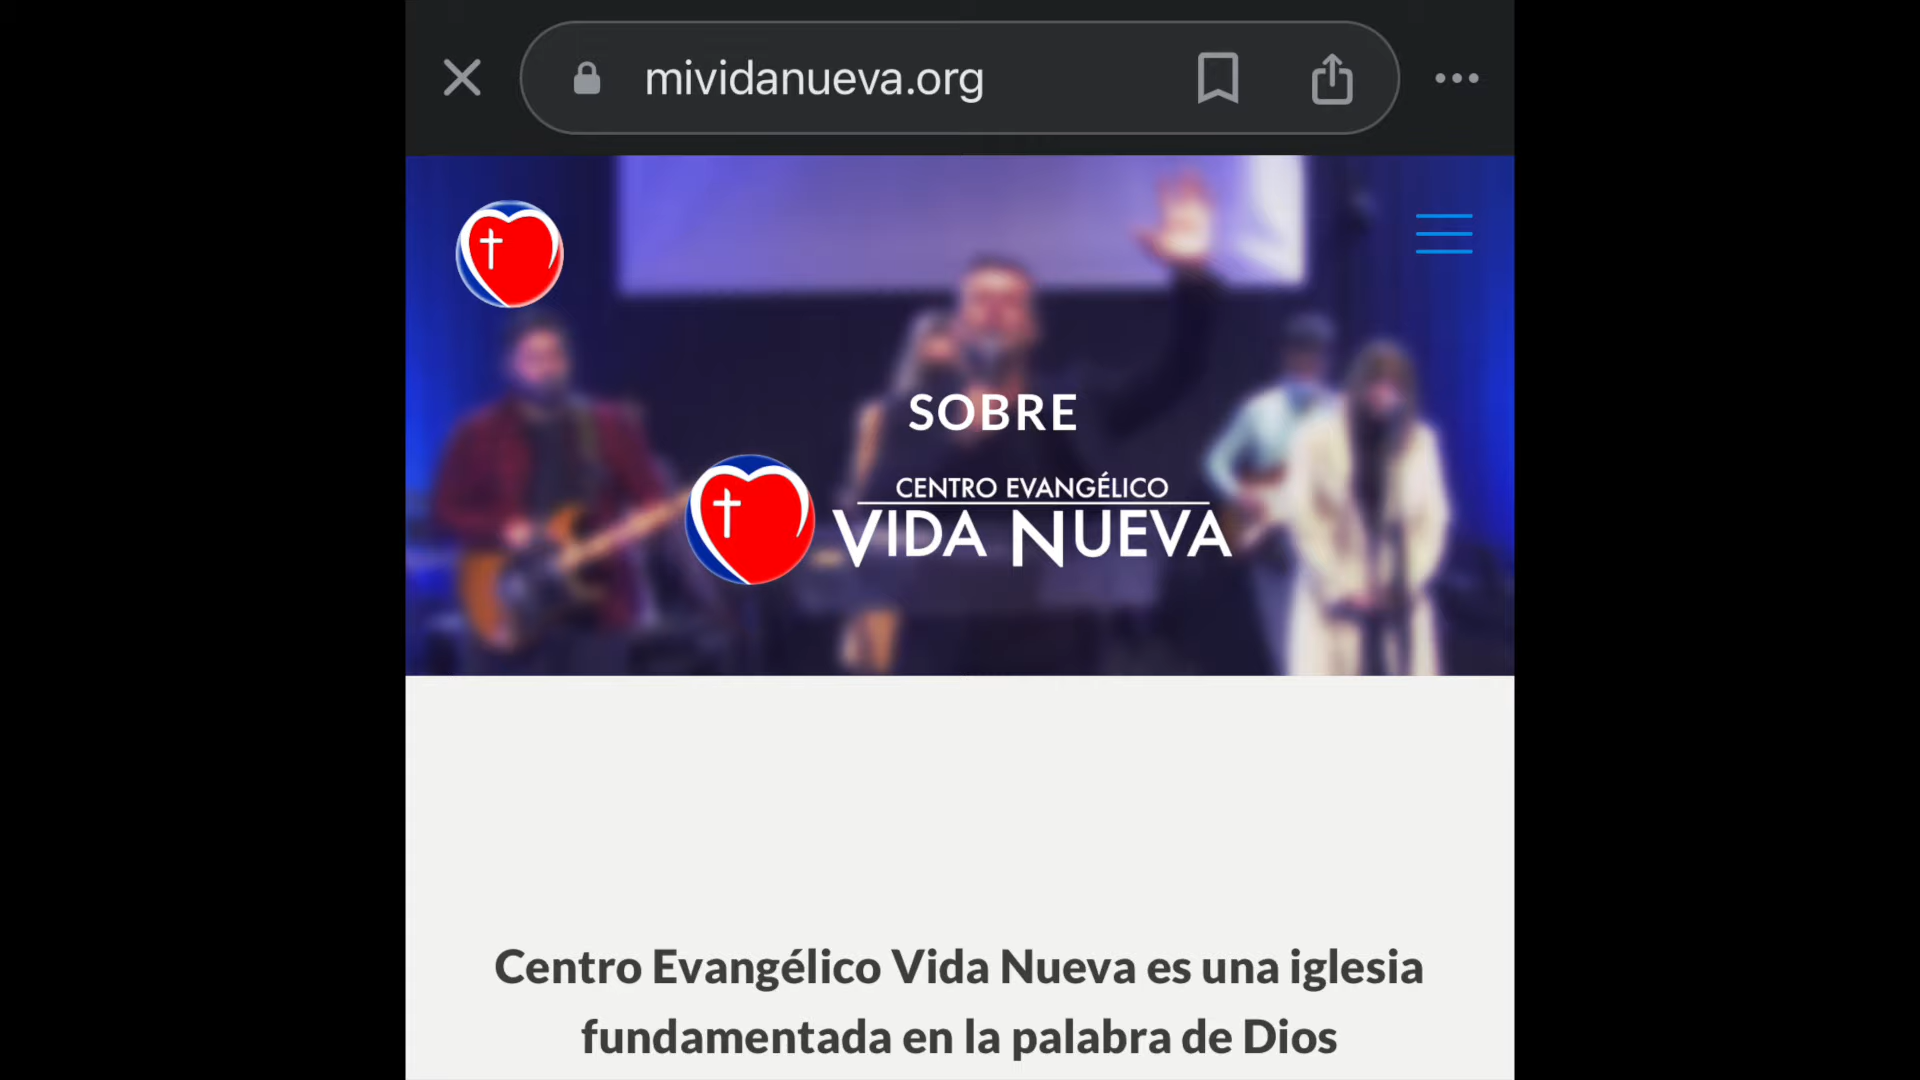 mividanueva.org
SOBRE
CENTRO EVANGÉLICO
VIDA NUEVA
Centro Evangélico Vida Nueva es una iglesia
fundamentada en la palabra de Dios